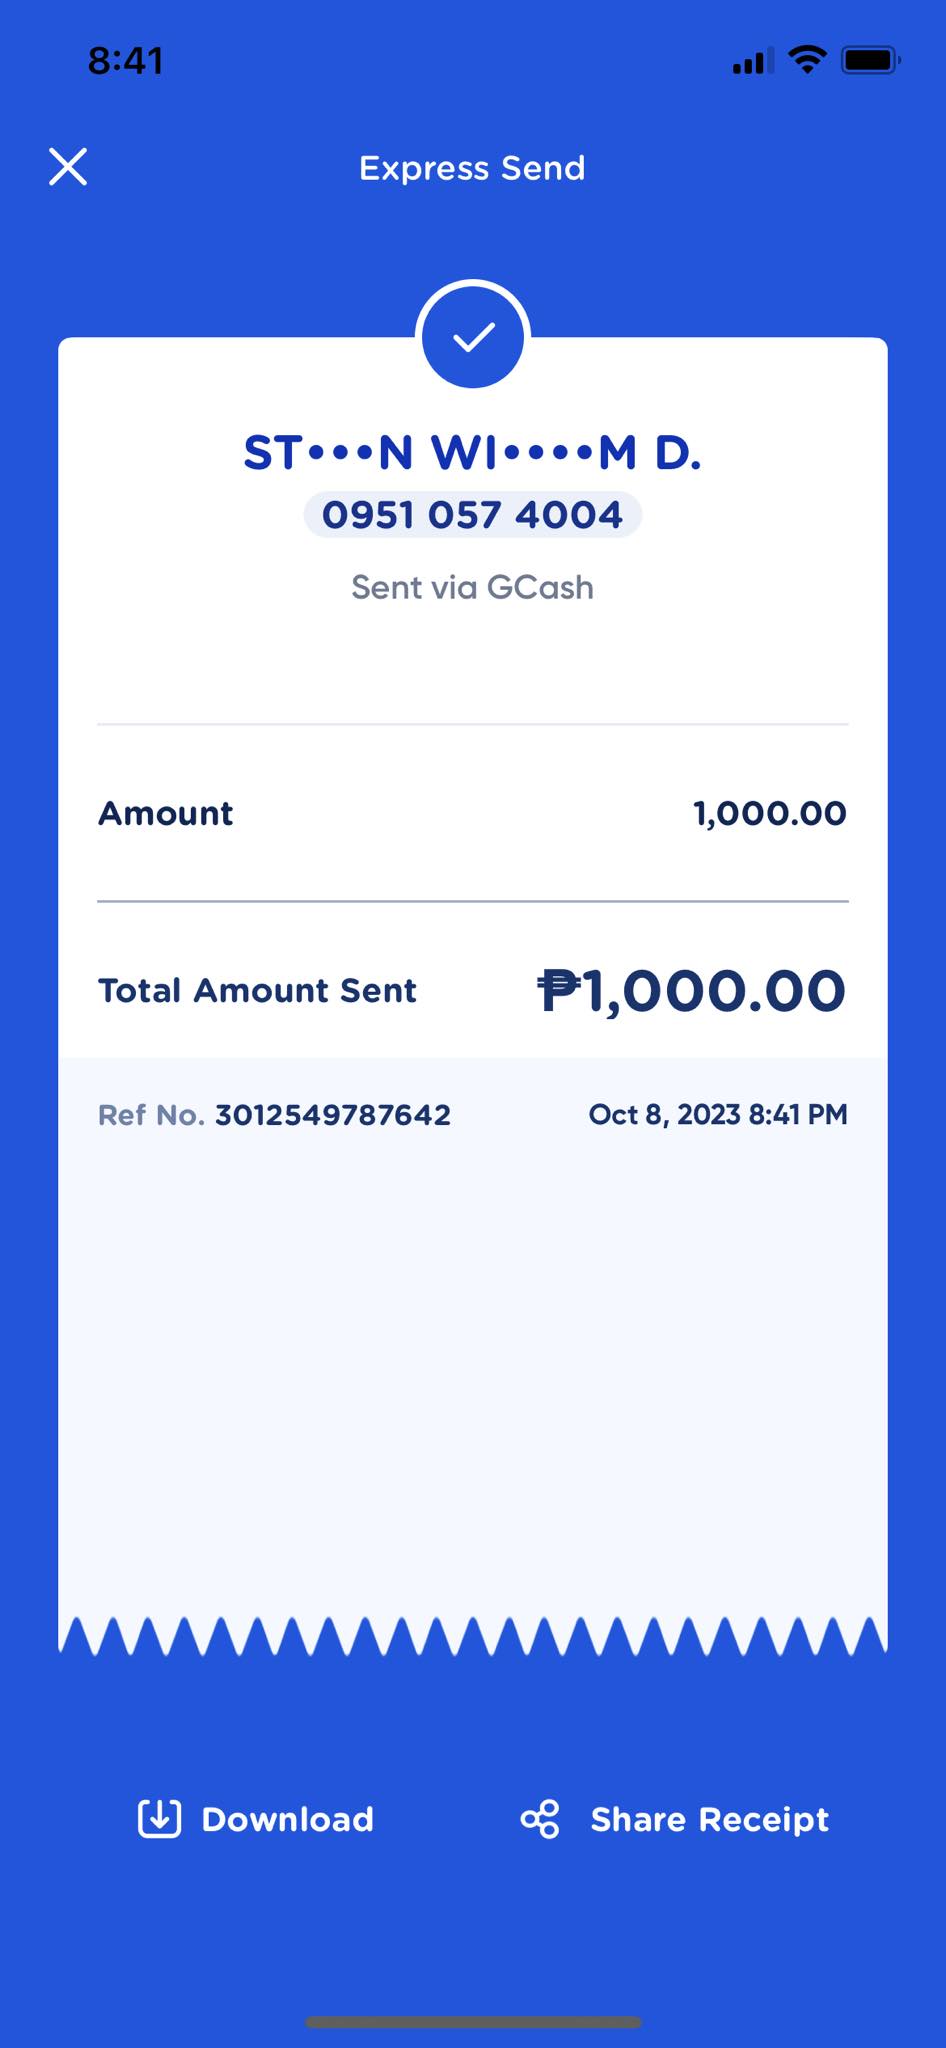 8:41
Express Send
ST•••N WI••••M D.
0951 057 4004
Sent via GCash
Amount 1,000.00
Total Amount Sent ₱1,000.00
Ref No. 3012549787642 Oct 8, 2023 8:41 PM
Download Share Receipt